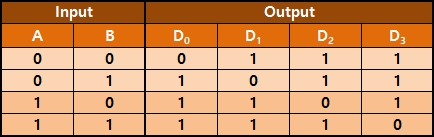 Input Output
A B D₀ D₁ D₂ D₃
0 0 0 1 1 1
0 1 1 0 1 1
1 0 1 1 0 1
1 1 1 1 1 0